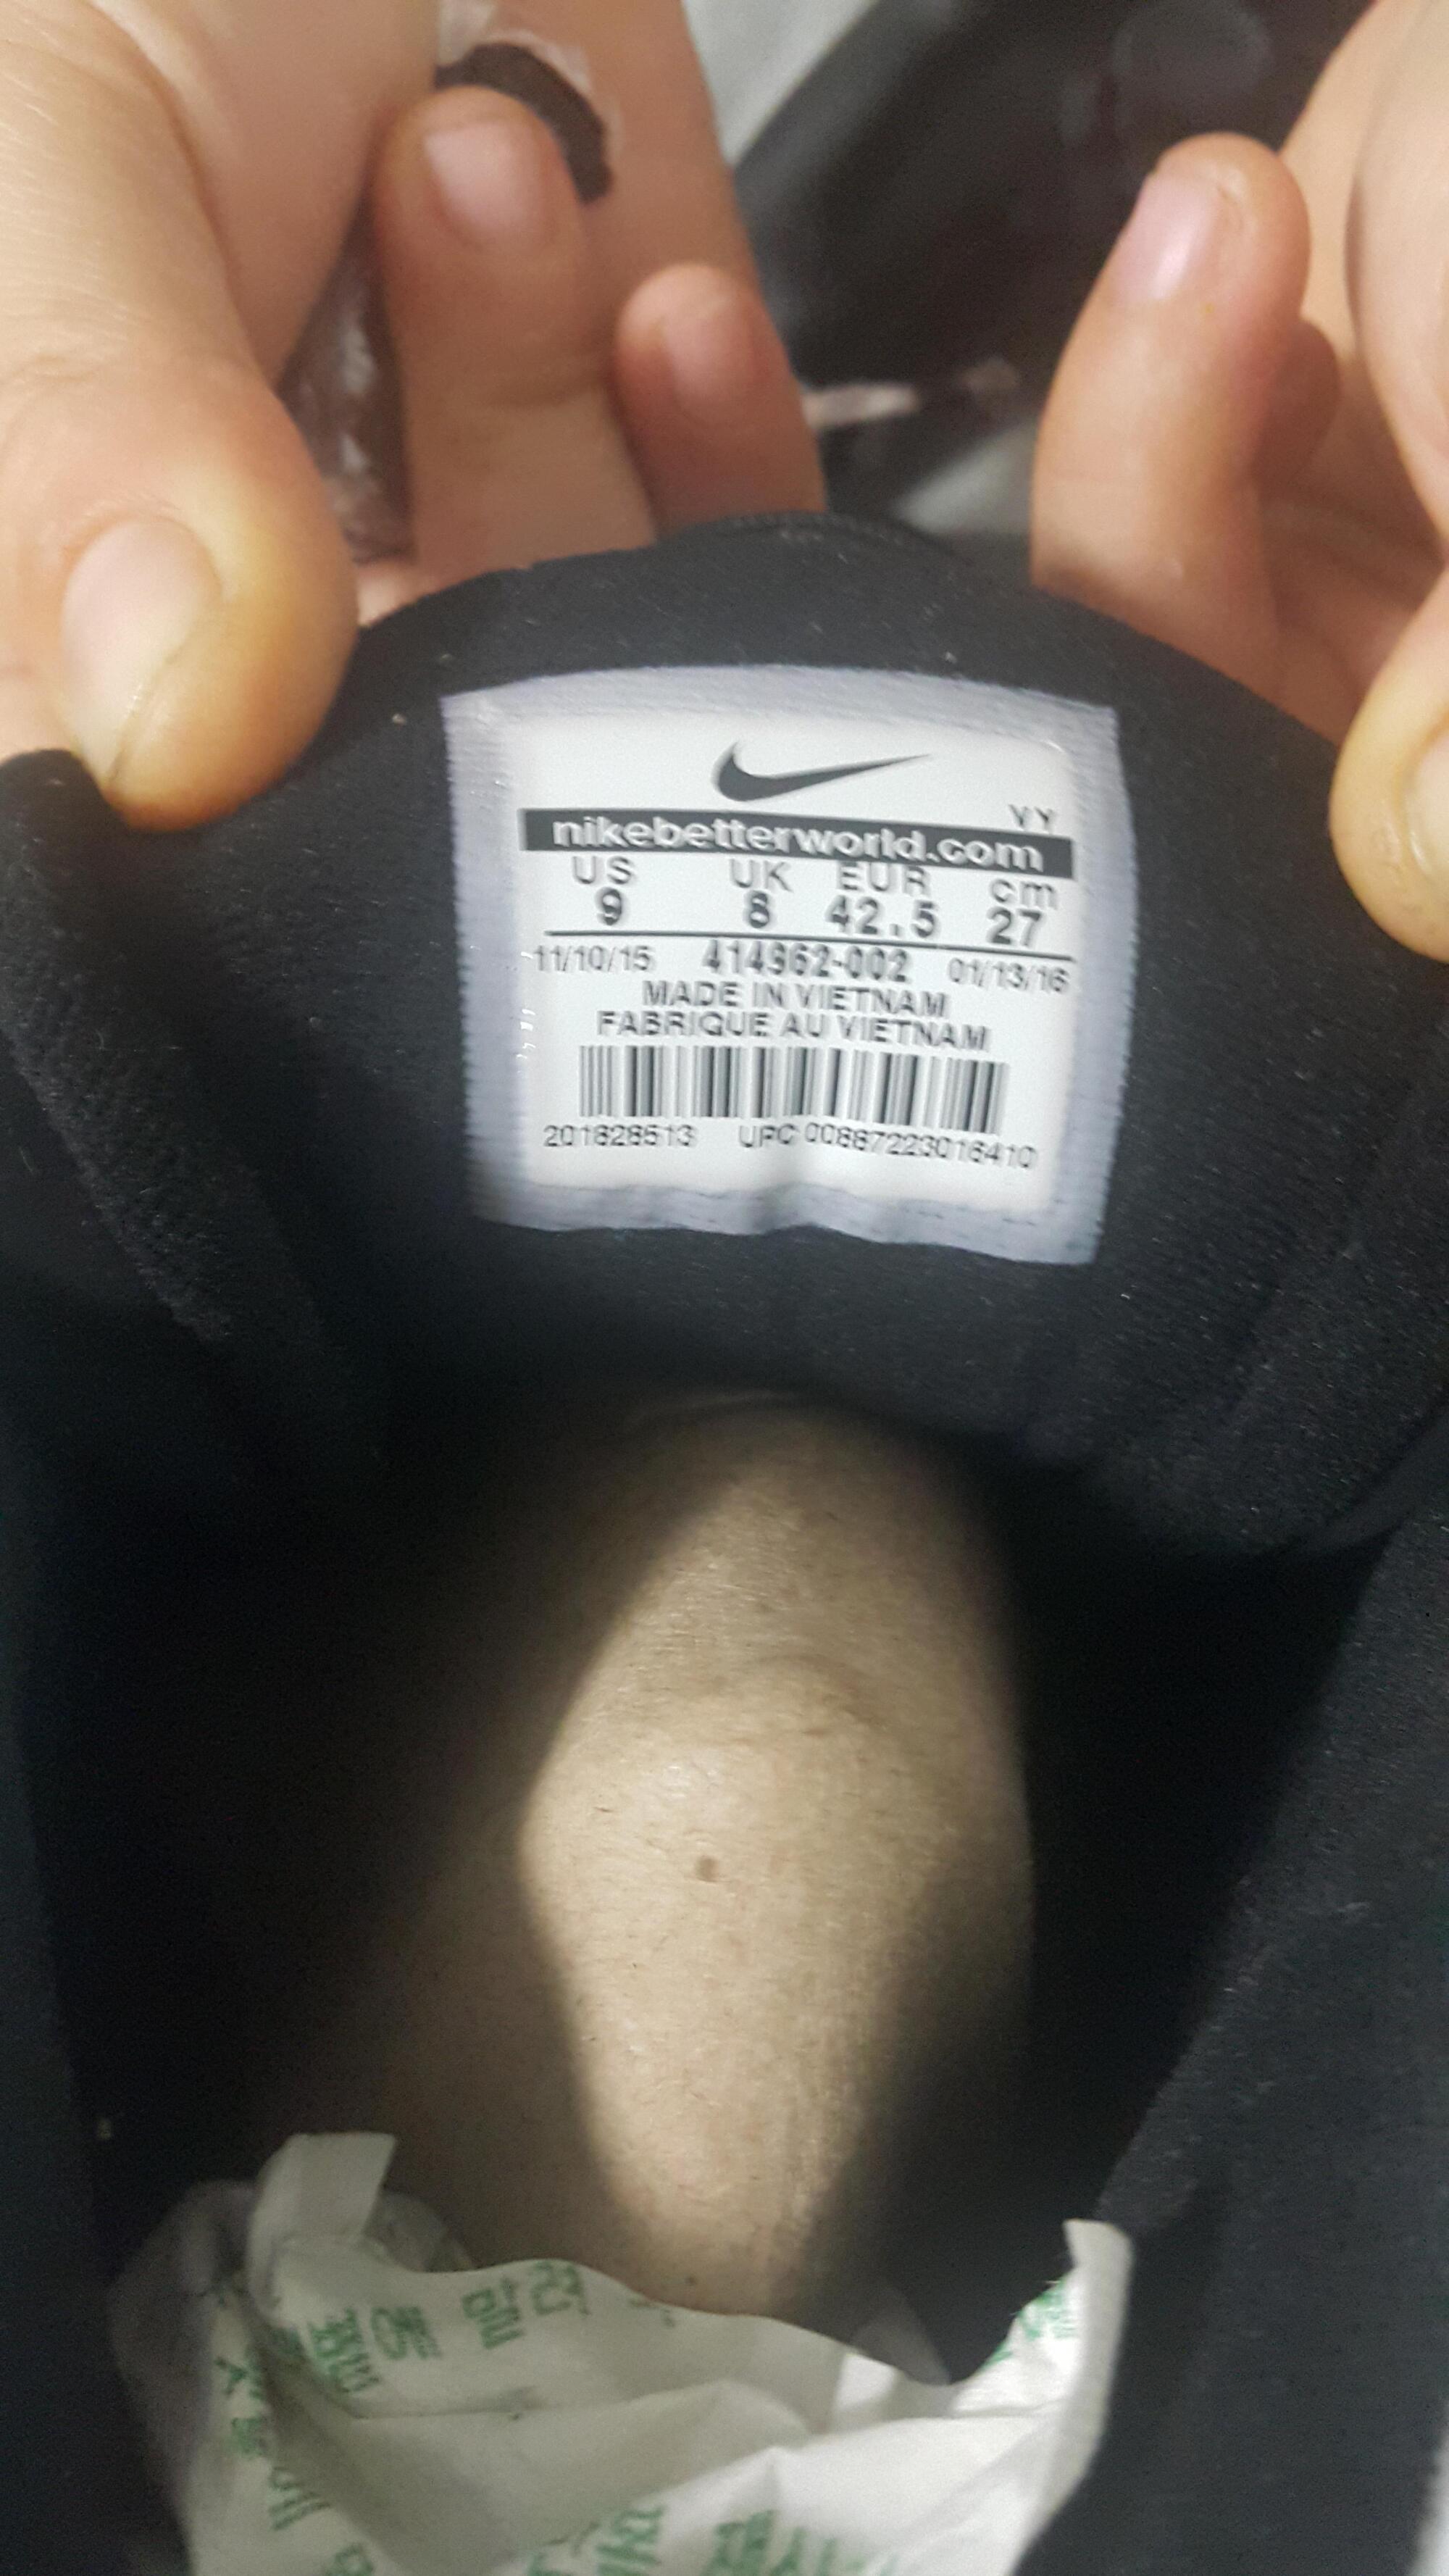 VY
nikebetterworld.com
US UK EUR cm
9 8 42.5 27
11/10/15 414962-002 01/13/16
MADE IN VIETNAM
FABRIQUE AU VIETNAM
201828513 UPC 00887223016410